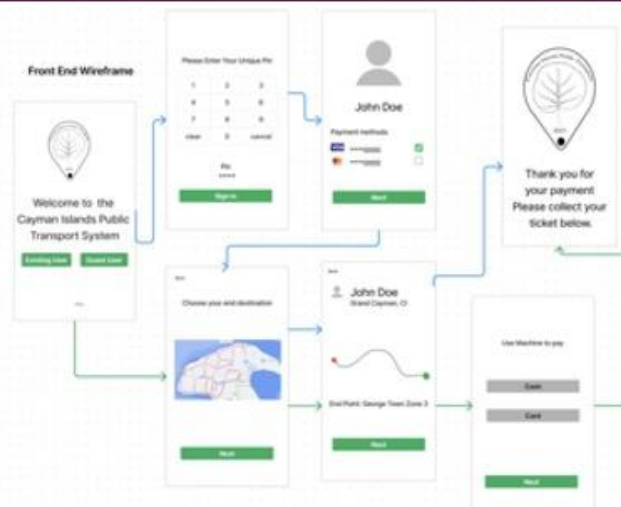 Front End Wireframe
2021
Welcome to the
Cayman Islands Public
Transport System
Existing User
Guest User
Please Enter Your Unique Pin
1 2 3
4 5 6
7 8 9
clear 0 cancel
Pin
****
Sign in
John Doe
Payment methods
VISA
Next
Choose your end destination
Next
John Doe
Grand Cayman, CI
End Point: George Town Zone 3
Next
Use Machine to pay
Cash
Card
Next
Thank you for
your payment
Please collect your
ticket below.